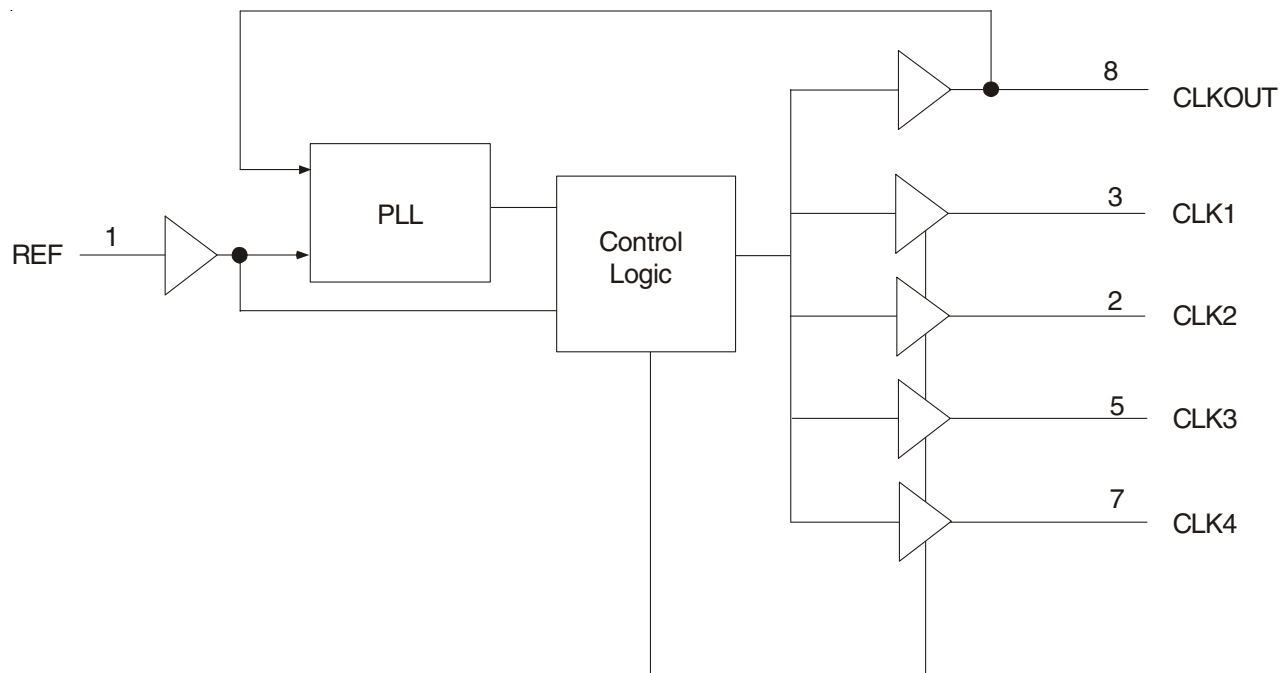 8
CLKOUT
PLL
3
CLK1
REF
1
Control
Logic
2
CLK2
5
CLK3
7
CLK4